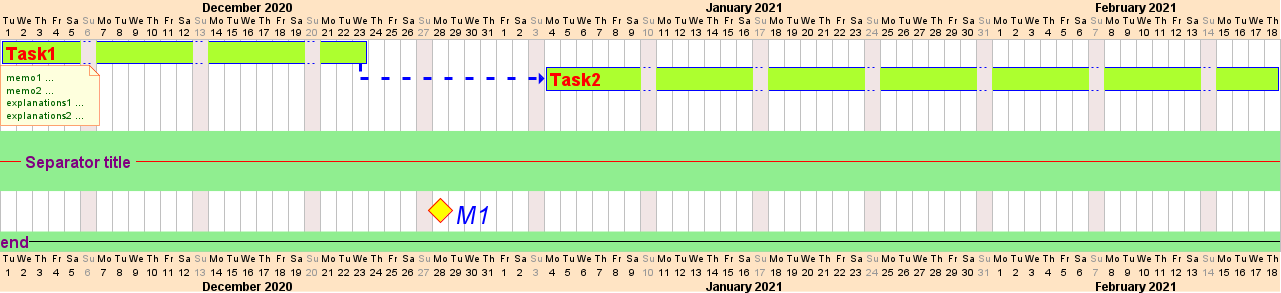 December 2020 January 2021 February 2021
Tu We Th Fr Sa Su Mo Tu We Th Fr Sa Su Mo Tu We Th Fr Sa Su Mo Tu We Th Fr Sa Su Mo Tu We Th Fr Sa Su Mo Tu We Th Fr Sa Su Mo Tu We Th Fr Sa Su Mo Tu We Th Fr Sa Su Mo Tu We Th Fr Sa Su Mo Tu We Th Fr Sa Su Mo Tu We Th Fr Sa Su Mo Tu We Th
1 2 3 4 5 6 7 8 9 10 11 12 13 14 15 16 17 18 19 20 21 22 23 24 25 26 27 28 29 30 31 1 2 3 4 5 6 7 8 9 10 11 12 13 14 15 16 17 18 19 20 21 22 23 24 25 26 27 28 29 30 31 1 2 3 4 5 6 7 8 9 10 11 12 13 14 15 16 17 18
Task1
memo1 ...
memo2 ...
explanations1 ...
explanations2 ...
Task2
Separator title
M1
end
Tu We Th Fr Sa Su Mo Tu We Th Fr Sa Su Mo Tu We Th Fr Sa Su Mo Tu We Th Fr Sa Su Mo Tu We Th Fr Sa Su Mo Tu We Th Fr Sa Su Mo Tu We Th Fr Sa Su Mo Tu We Th Fr Sa Su Mo Tu We Th Fr Sa Su Mo Tu We Th Fr Sa Su Mo Tu We Th Fr Sa Su Mo Tu We Th
1 2 3 4 5 6 7 8 9 10 11 12 13 14 15 16 17 18 19 20 21 22 23 24 25 26 27 28 29 30 31 1 2 3 4 5 6 7 8 9 10 11 12 13 14 15 16 17 18 19 20 21 22 23 24 25 26 27 28 29 30 31 1 2 3 4 5 6 7 8 9 10 11 12 13 14 15 16 17 18
December 2020 January 2021 February 2021